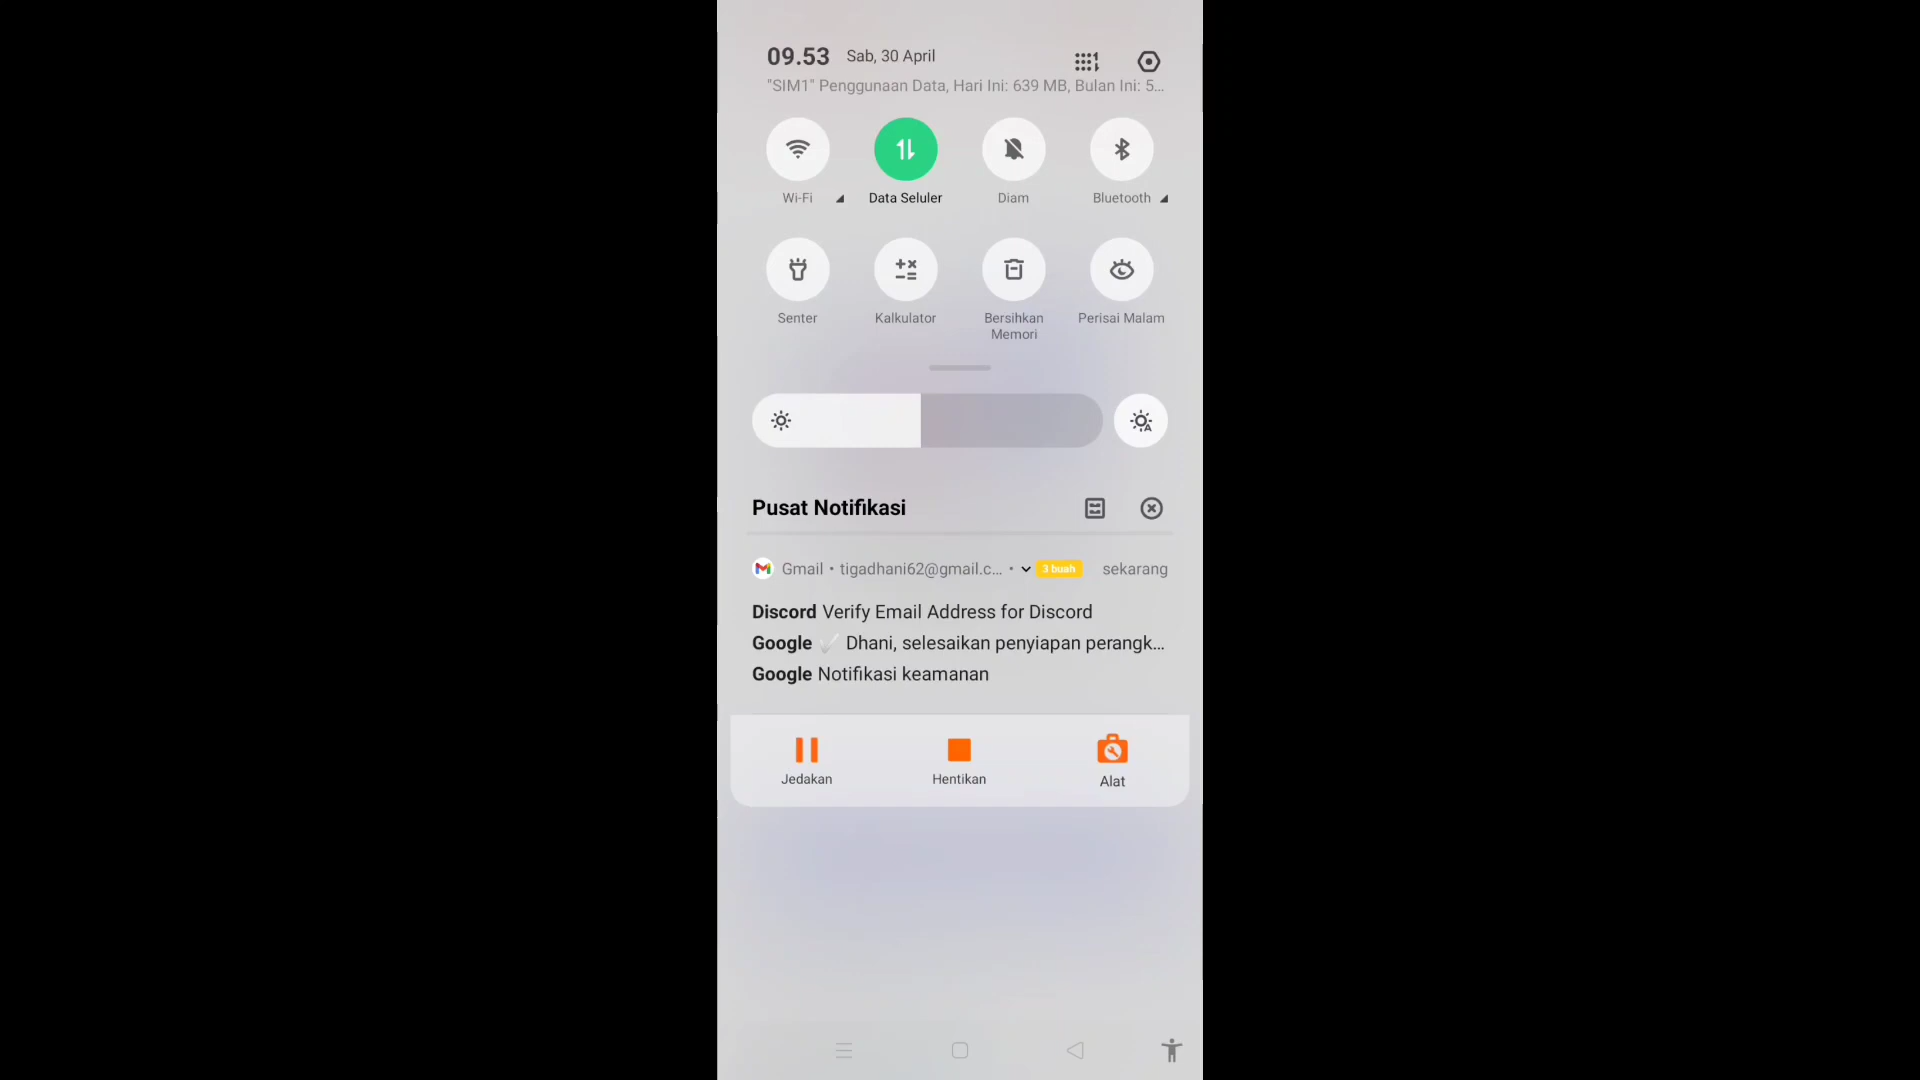 09.53 Sab, 30 April
"SIM1" Penggunaan Data, Hari Ini: 639 MB, Bulan Ini: 5...
Wi-Fi Data Seluler Diam Bluetooth
Senter Kalkulator Bersihkan Memori Perisai Malam
Pusat Notifikasi
Gmail • tigadhani62@gmail.c... • 3 buah sekarang
Discord Verify Email Address for Discord
Google Dhani, selesaikan penyiapan perangk...
Google Notifikasi keamanan
Jedakan Hentikan Alat